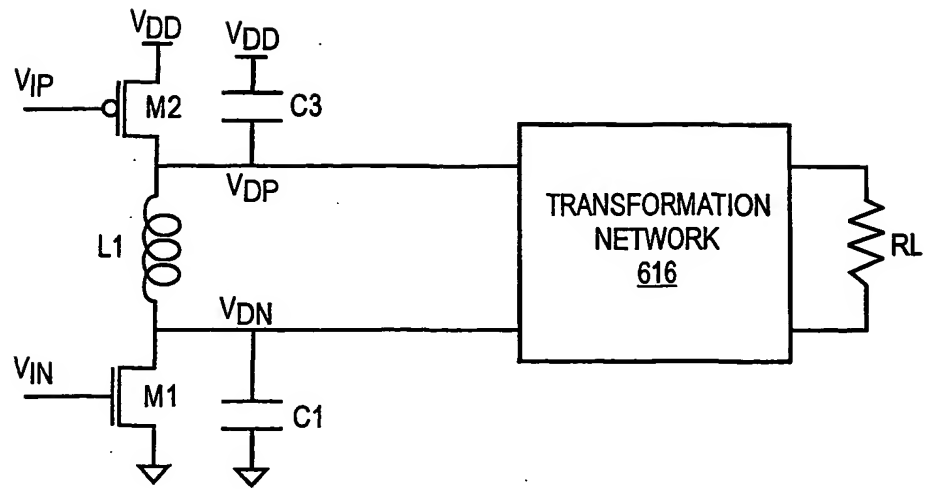 VDD
VDD
VIP
M2
C3
VDP
L1
TRANSFORMATION
NETWORK
616
RL
VDN
VIN
M1
C1